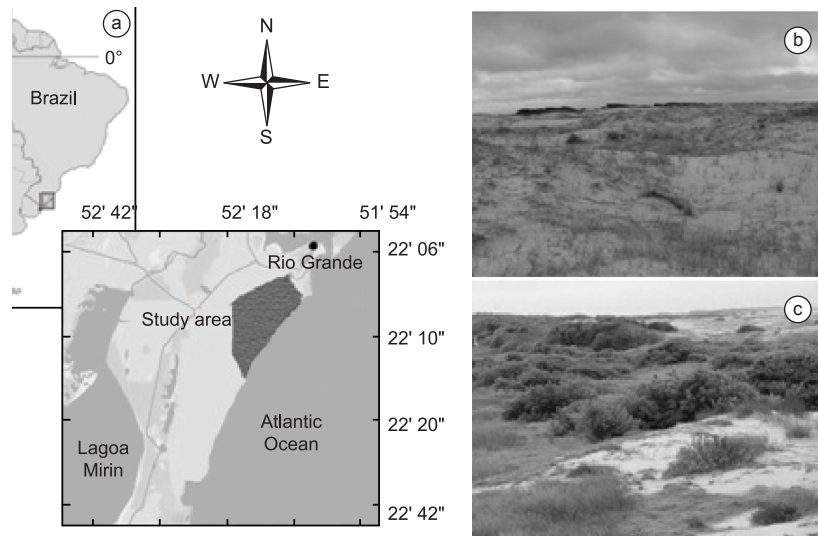 a
0°
Brazil
N
W
E
S
52' 42"
52' 18"
51' 54"
22' 06"
Rio Grande
Study area
22' 10"
Atlantic
Ocean
22' 20"
Lagoa
Mirin
22' 42"
b
c